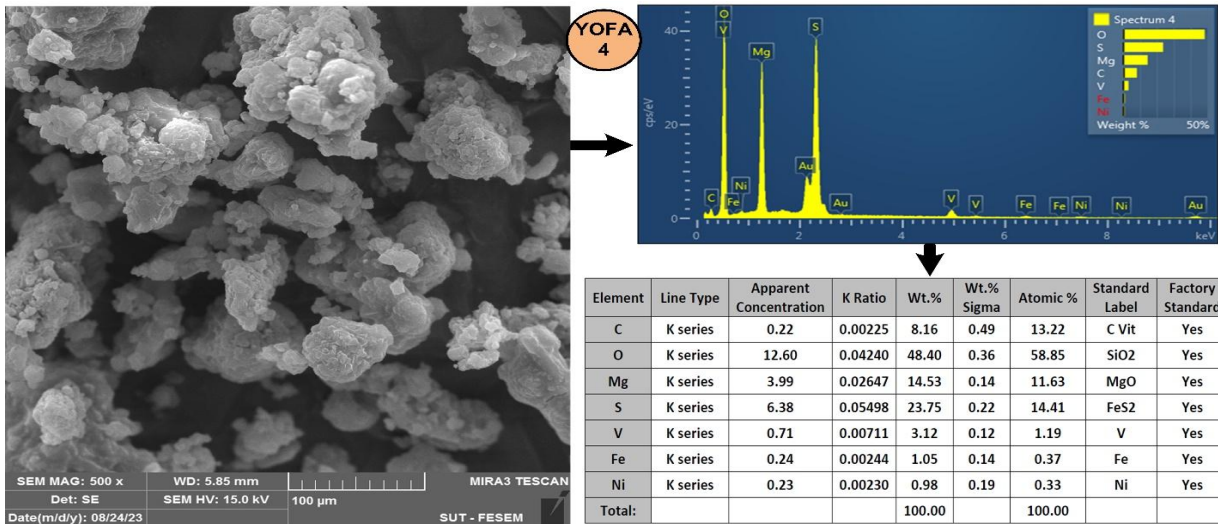 YOFA
4
SEM MAG: 500 x WD: 5.85 mm MIRA3 TESCAN
Det: SE SEM HV: 15.0 kV 100 µm
Date(m/d/y): 08/24/23 SUT - FESEM
Spectrum 4
O
S
Mg
C
V
Fe
Ni
Weight % 50%
cps/eV
40
20
0
C
O
V
Fe
Ni
Mg
Au
S
Au
V
V
Fe
Fe
Ni
Ni
Au
0 2 4 6 8 keV
Element Line Type Apparent Concentration K Ratio Wt.% Wt.% Sigma Atomic % Standard Label Factory Standard
C K series 0.22 0.00225 8.16 0.49 13.22 C Vit Yes
O K series 12.60 0.04240 48.40 0.36 58.85 SiO2 Yes
Mg K series 3.99 0.02647 14.53 0.14 11.63 MgO Yes
S K series 6.38 0.05498 23.75 0.22 14.41 FeS2 Yes
V K series 0.71 0.00711 3.12 0.12 1.19 V Yes
Fe K series 0.24 0.00244 1.05 0.14 0.37 Fe Yes
Ni K series 0.23 0.00230 0.98 0.19 0.33 Ni Yes
Total: 100.00 100.00